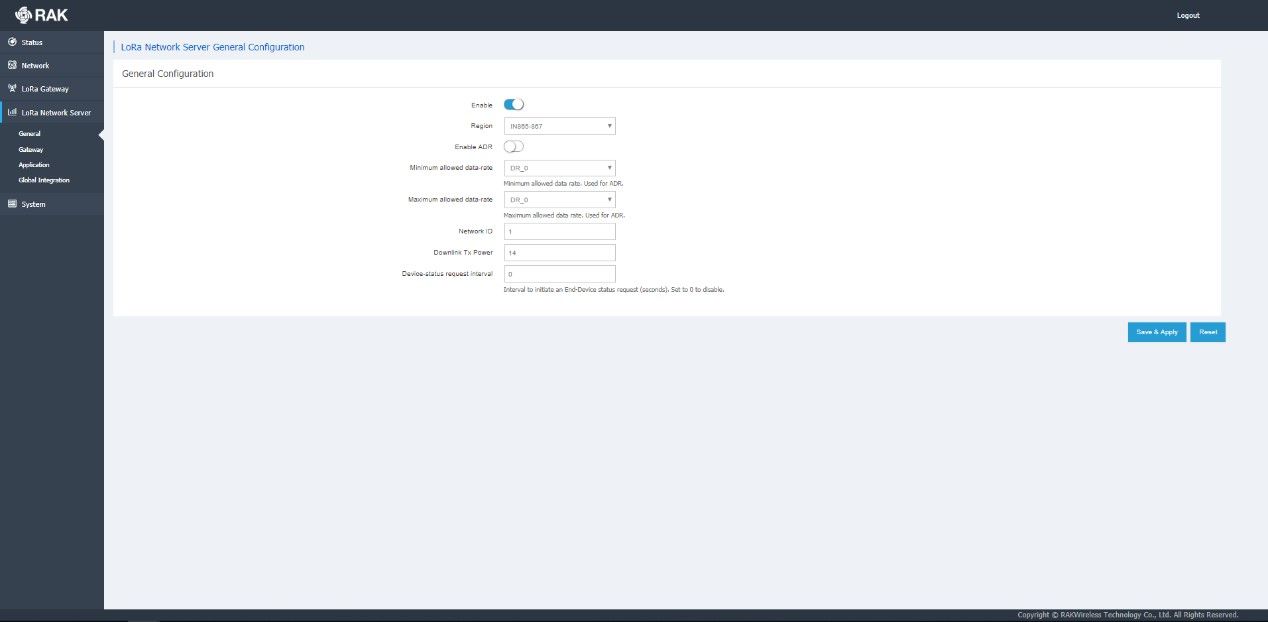 RAK
Logout
Status
Network
LoRa Gateway
LoRa Network Server
General
Gateway
Application
Global Integration
System
LoRa Network Server General Configuration
General Configuration
Enable
Region IN865-867
Enable ADR
Minimum allowed data-rate DR_0
Minimum allowed data rate. Used for ADR.
Maximum allowed data-rate DR_0
Maximum allowed data rate. Used for ADR.
Network ID 1
Downlink Tx Power 14
Device-status request interval 0
Interval to initiate an End-Device status request (seconds). Set to 0 to disable.
Save & Apply Reset
Copyright © RAKWireless Technology Co., Ltd. All Rights Reserved.